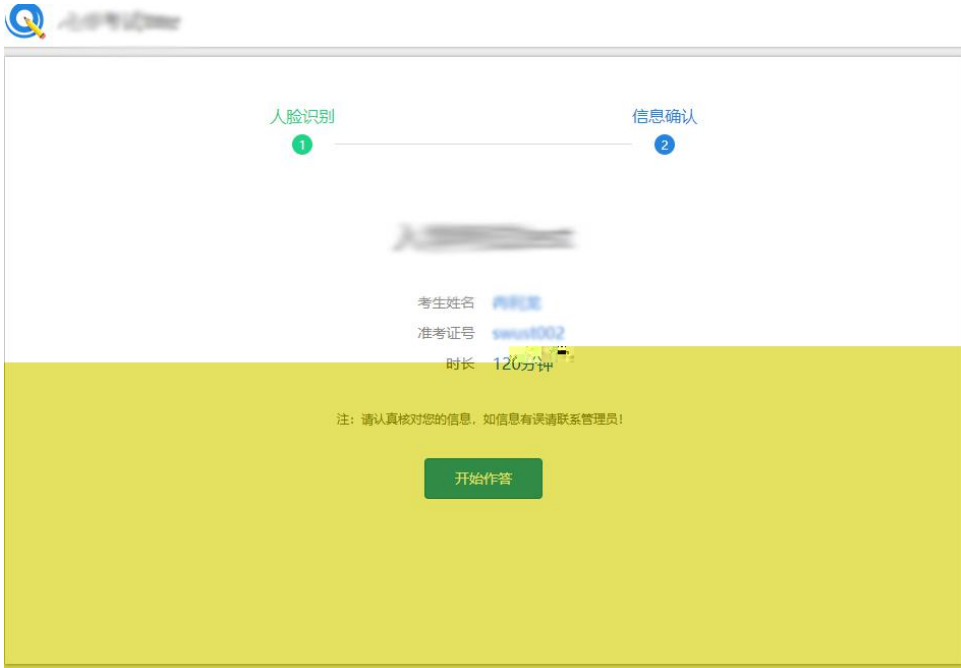 人脸识别 信息确认
1 2
考生姓名
准考证号 swust002
时长 120分钟
注：请认真核对您的信息，如信息有误请联系管理员！
开始作答